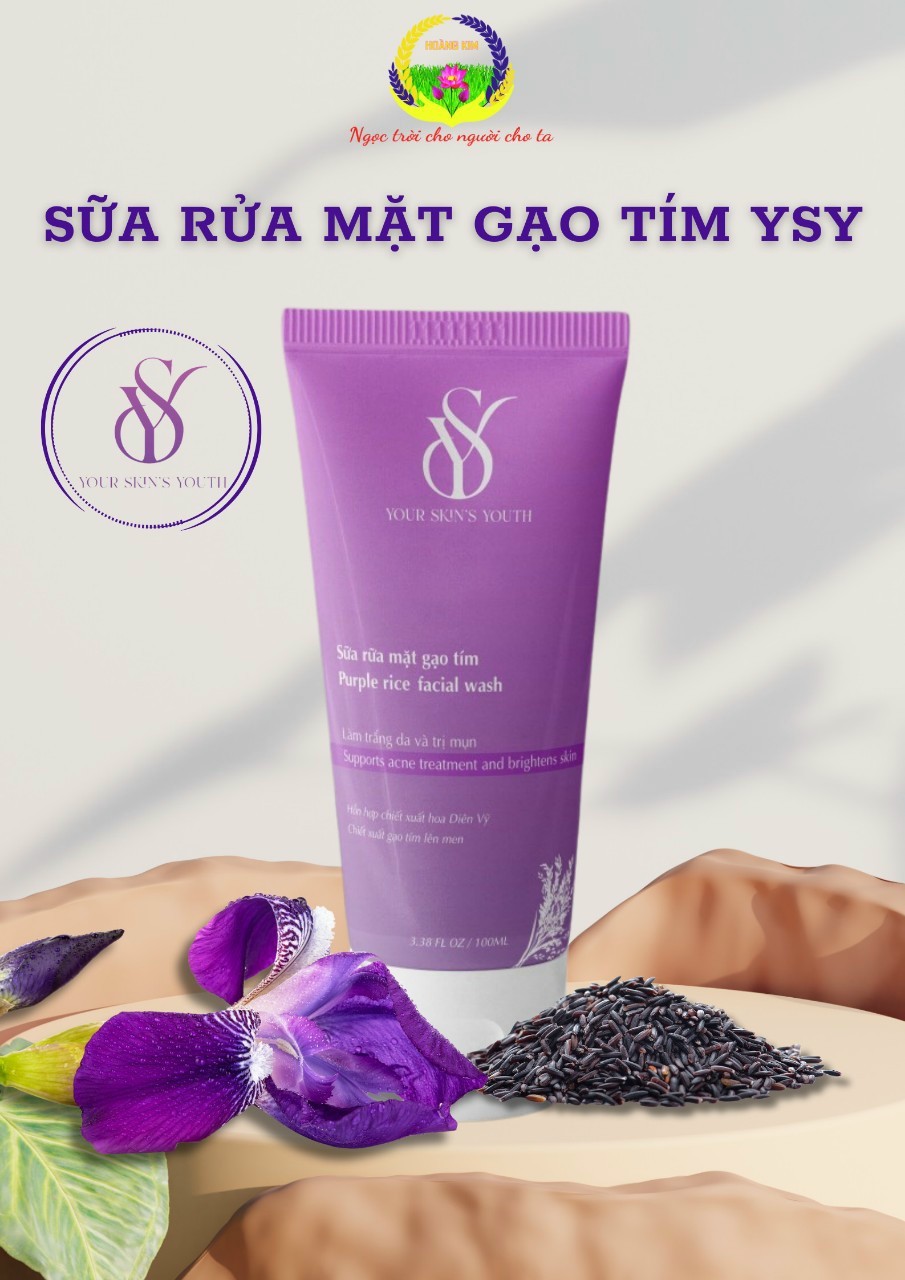 HOÀNG KIM
Ngọc trời cho người cho ta
SỮA RỬA MẶT GẠO TÍM YSY
YSY
YOUR SKIN'S YOUTH
YSY
YOUR SKIN'S YOUTH
Sữa rữa mặt gạo tím
Purple rice facial wash
Làm trắng da và trị mụn
Supports acne treatment and brightens skin
Hỗn hợp chiết xuất hoa Diên Vỹ
Chiết xuất gạo tím lên men
3.38 FL OZ / 100ML